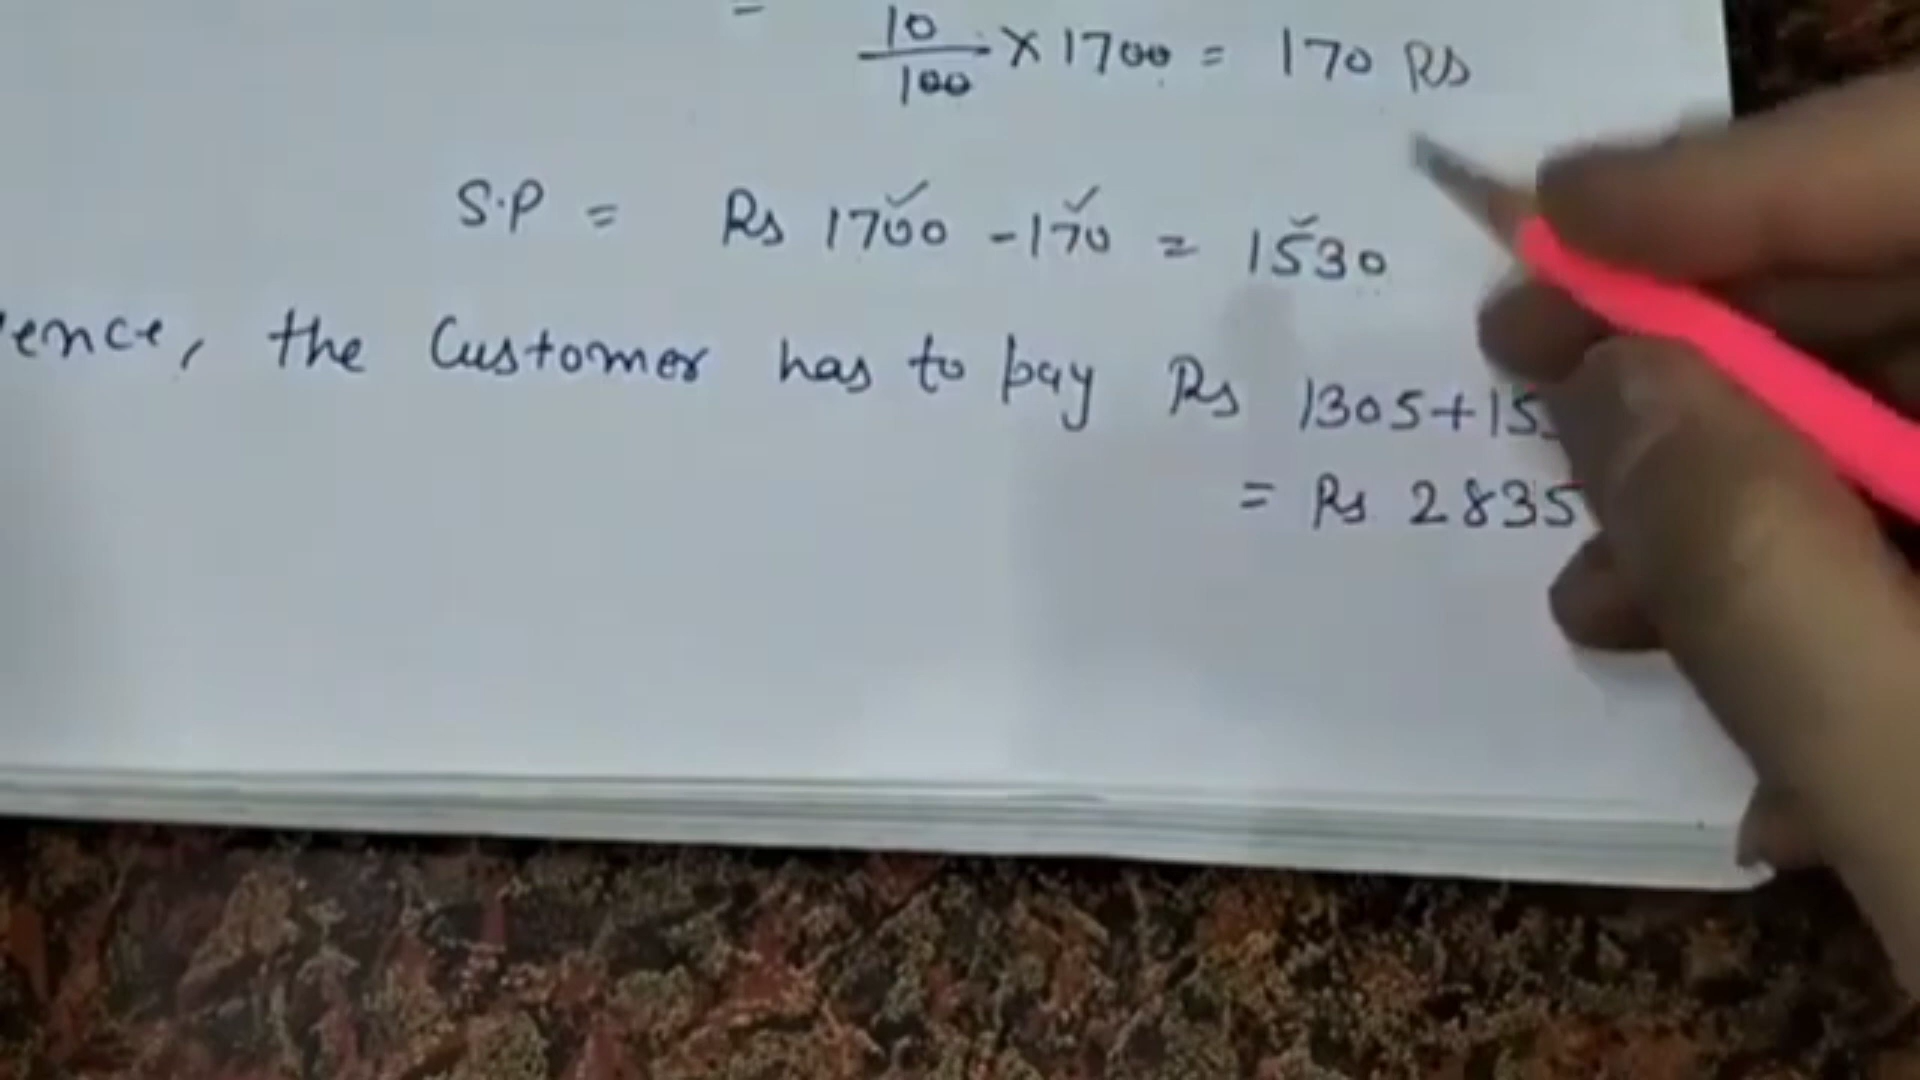 = 10/100 × 1700 = 170 Rs
S.P = Rs 1700 - 170 = 1530
ence, the Customer has to pay Rs 1305+15
= Rs 2835